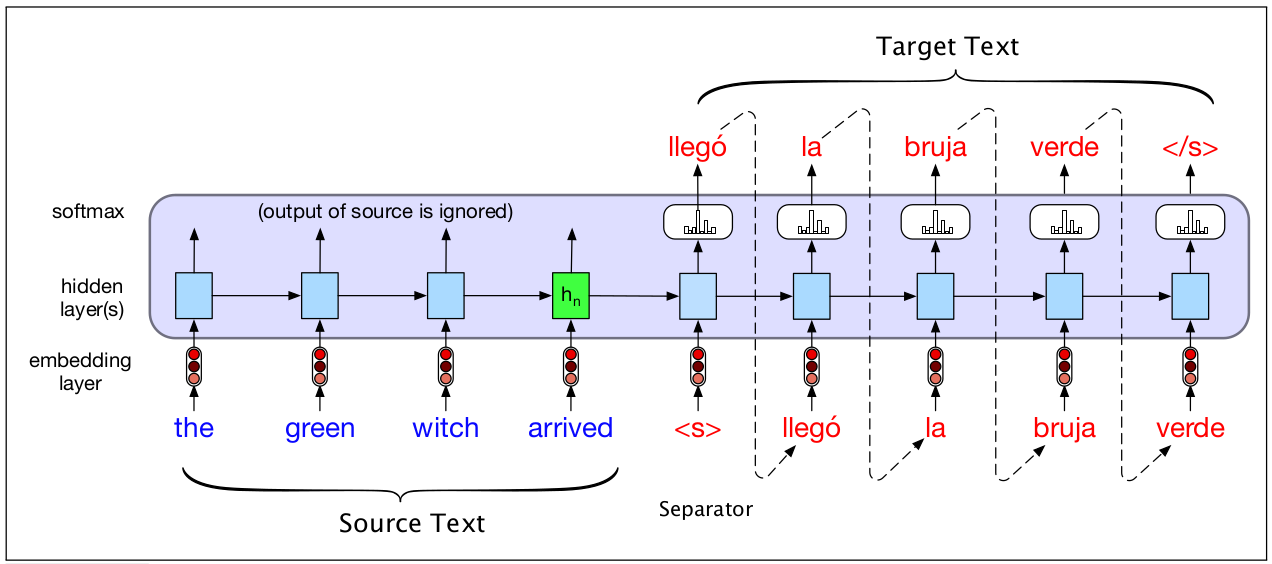 Target Text
llegó la bruja verde </s>
softmax (output of source is ignored)
hidden
layer(s)
hn
embedding
layer
the green witch arrived <s> llegó la bruja verde
Separator
Source Text